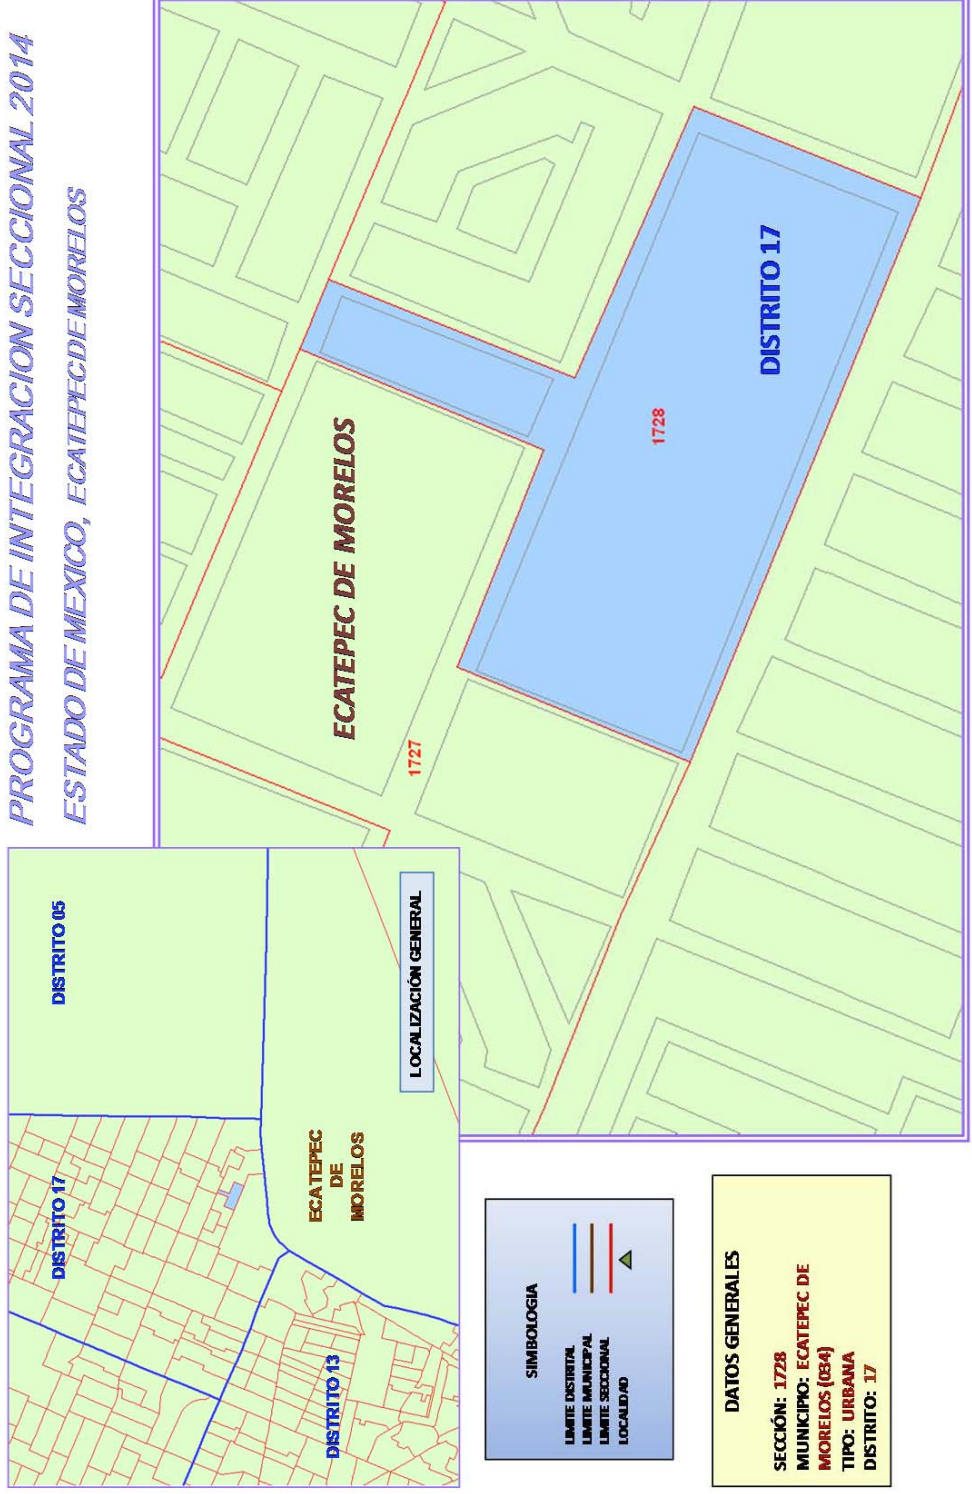 PROGRAMA DE INTEGRACION SECCIONAL 2014
ESTADO DE MEXICO, ECATEPEC DE MORELOS
DISTRITO 05
DISTRITO 17
DISTRITO 13
ECATEPEC
DE
MORELOS
LOCALIZACIÓN GENERAL
ECATEPEC DE MORELOS
1727
1728
DISTRITO 17
SIMBOLOGIA
LIMITE DISTRITAL
LIMITE MUNICIPAL
LIMITE SECCIONAL
LOCALIDAD
DATOS GENERALES
SECCIÓN: 1728
MUNICIPIO: ECATEPEC DE
MORELOS (034)
TIPO: URBANA
DISTRITO: 17